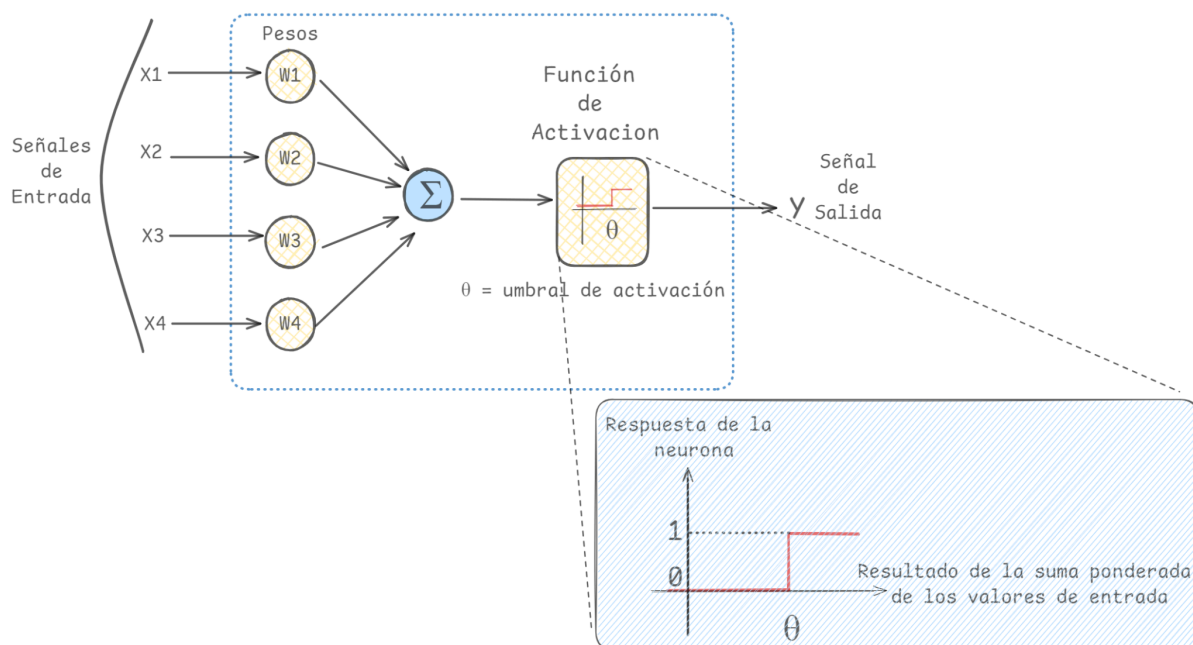 Señales
de
Entrada
X1
X2
X3
X4
Pesos
W1
W2
W3
W4
Σ
Función
de
Activacion
θ
θ = umbral de activación
Y
Señal
de
Salida
Respuesta de la
neurona
1
0
θ
Resultado de la suma ponderada
de los valores de entrada